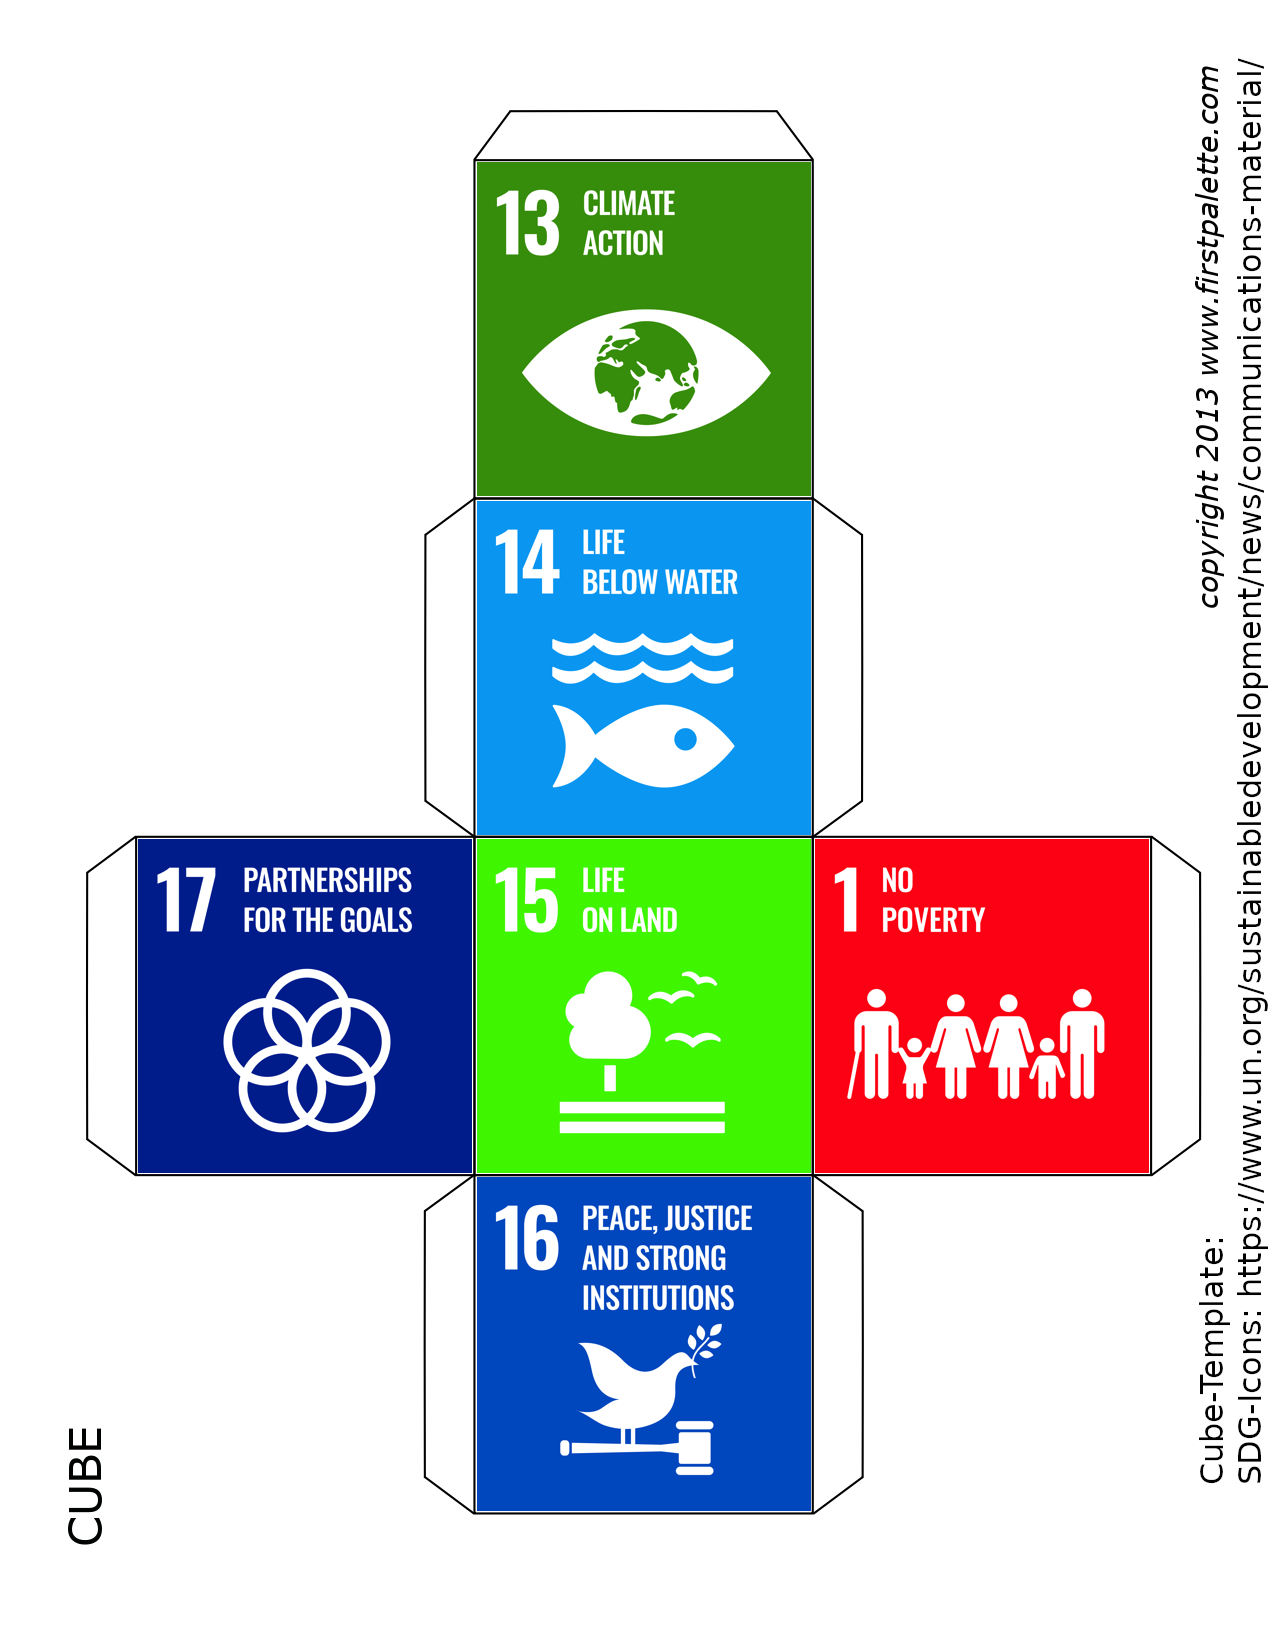 13 CLIMATE
ACTION
14 LIFE
BELOW WATER
17 PARTNERSHIPS
FOR THE GOALS
15 LIFE
ON LAND
1 NO
POVERTY
16 PEACE, JUSTICE
AND STRONG
INSTITUTIONS
CUBE
Cube-Template: copyright 2013 www.firstpalette.com
SDG-Icons: https://www.un.org/sustainabledevelopment/news/communications-material/